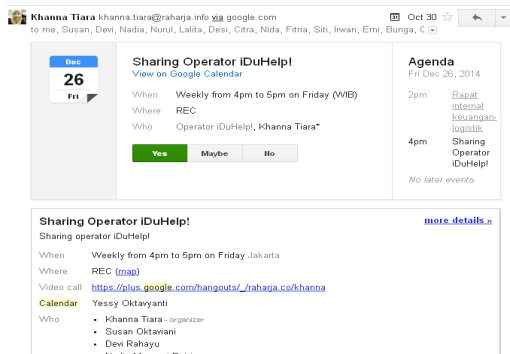 Khanna Tiara khanna.tiara@raharja.info via google.com Oct 30
to me, Susan, Devi, Nadia, Nurul, Lalita, Desi, Citra, Nida, Fitria, Siti, Irwan, Erni, Bunga,
Dec
26
Fri
Sharing Operator iDuHelp!
View on Google Calendar
When Weekly from 4pm to 5pm on Friday (WIB)
Where REC
Who Operator iDuHelp!, Khanna Tiara*
Yes Maybe No
Agenda
Fri Dec 26, 2014
2pm Rapat
internal
keuangan-
logistik
4pm Sharing
Operator
iDuHelp!
No later events
Sharing Operator iDuHelp! more details »
Sharing operator iDuHelp!
When Weekly from 4pm to 5pm on Friday Jakarta
Where REC (map)
Video call https://plus.google.com/hangouts/_/raharja.co/khanna
Calendar Yessy Oktavyanti
Who • Khanna Tiara - organizer
• Susan Oktaviani
• Devi Rahayu